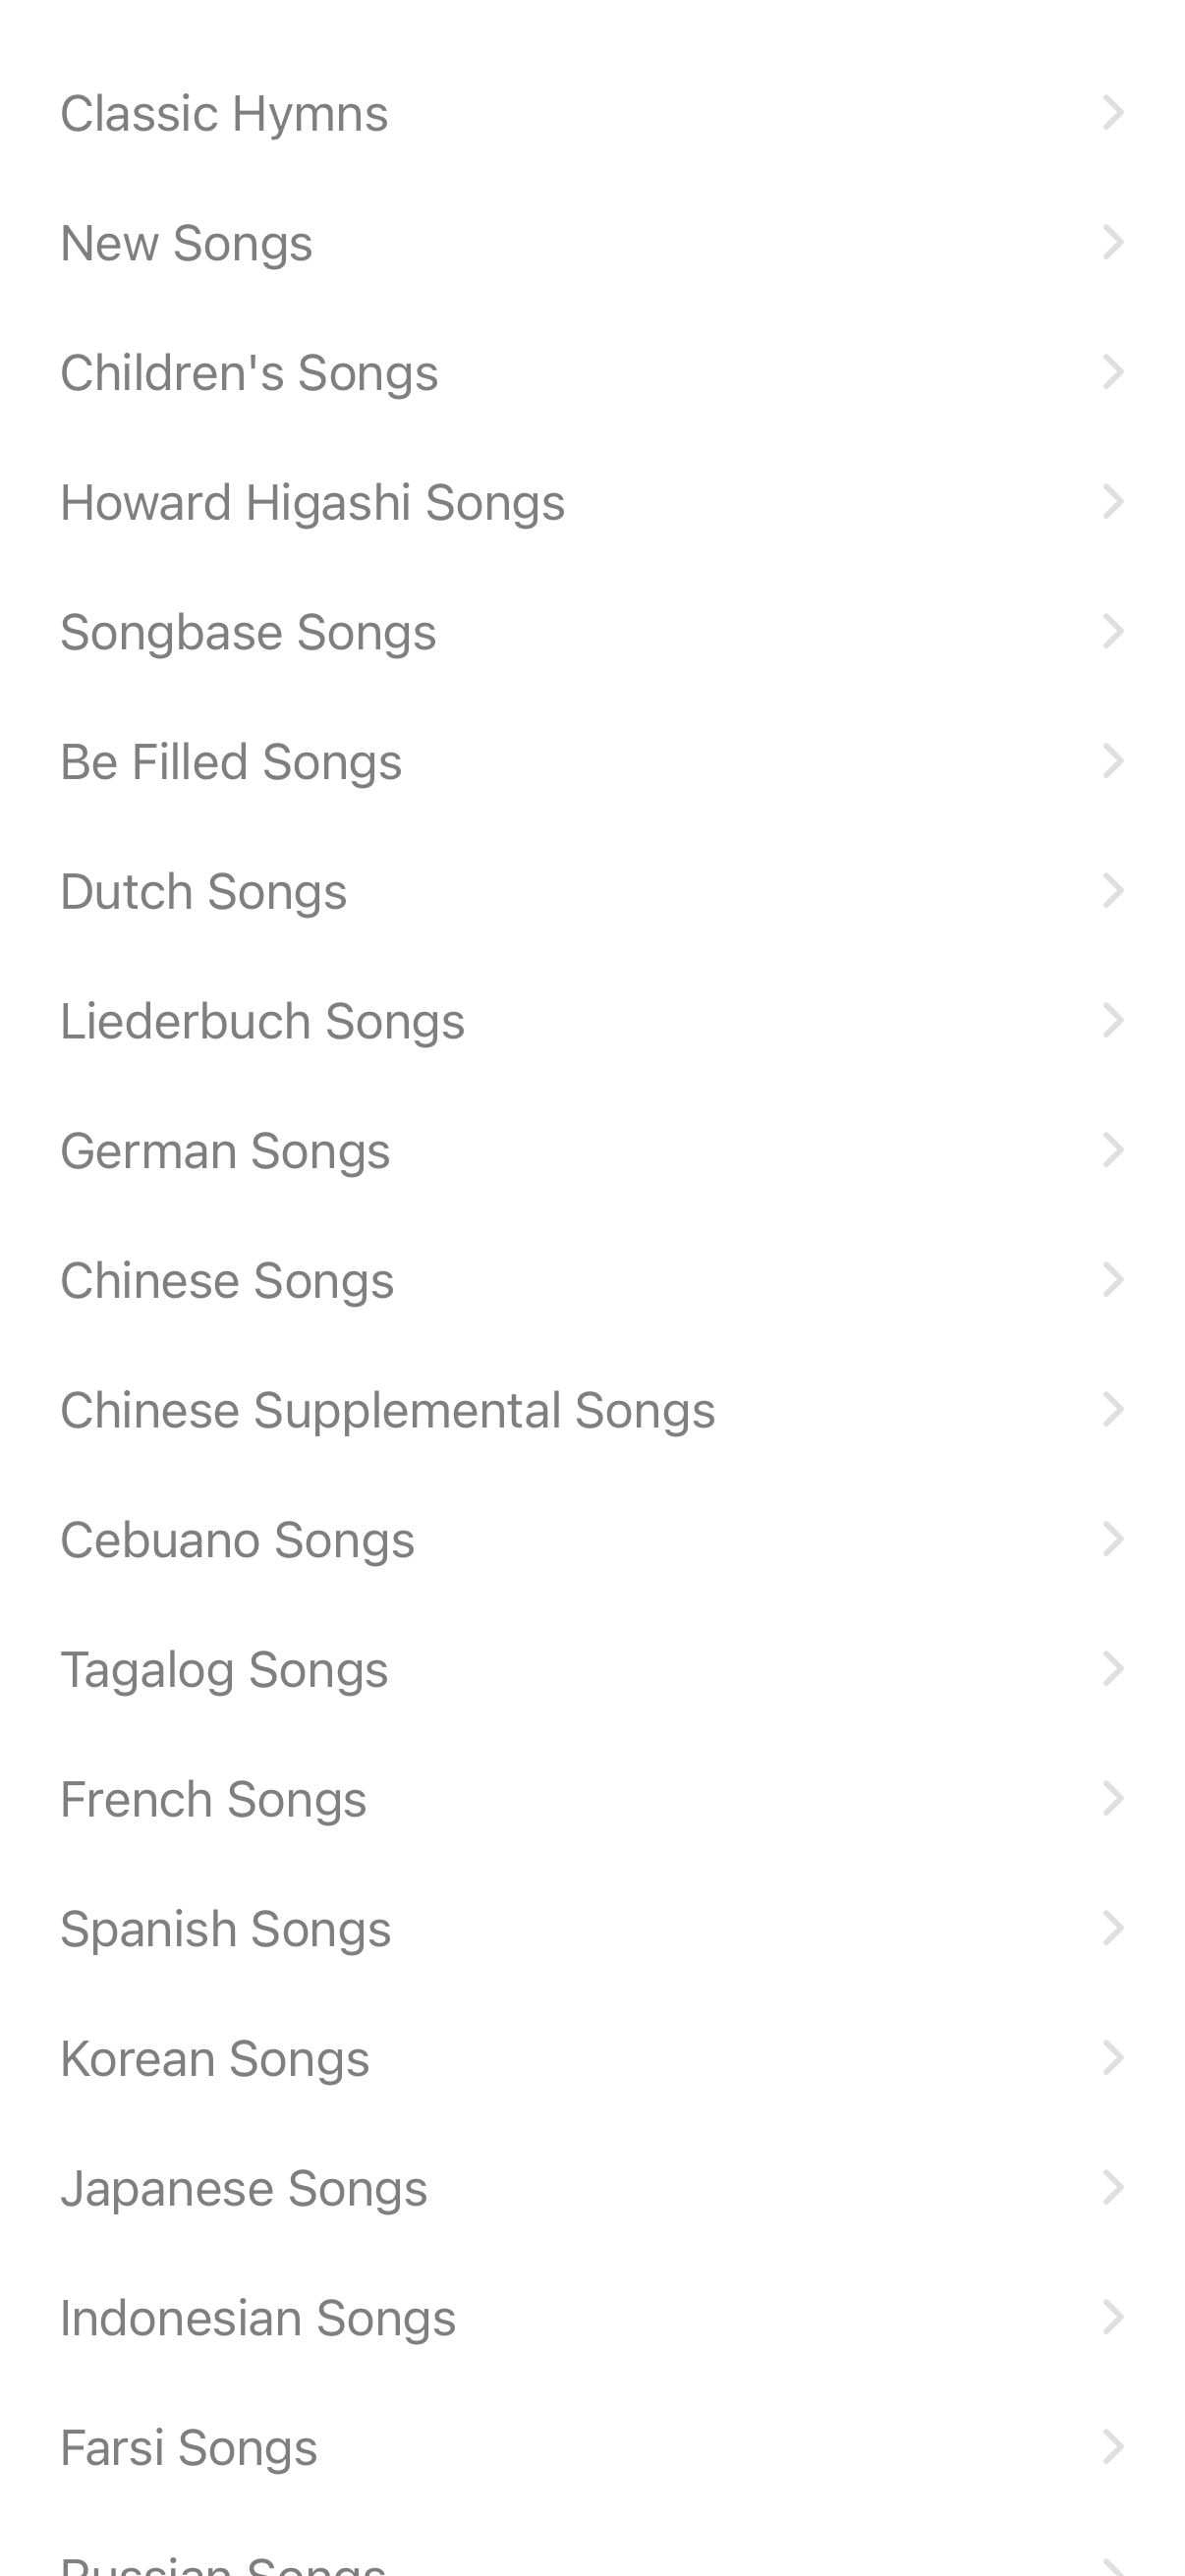 Classic Hymns
New Songs
Children's Songs
Howard Higashi Songs
Songbase Songs
Be Filled Songs
Dutch Songs
Liederbuch Songs
German Songs
Chinese Songs
Chinese Supplemental Songs
Cebuano Songs
Tagalog Songs
French Songs
Spanish Songs
Korean Songs
Japanese Songs
Indonesian Songs
Farsi Songs
Russian Songs